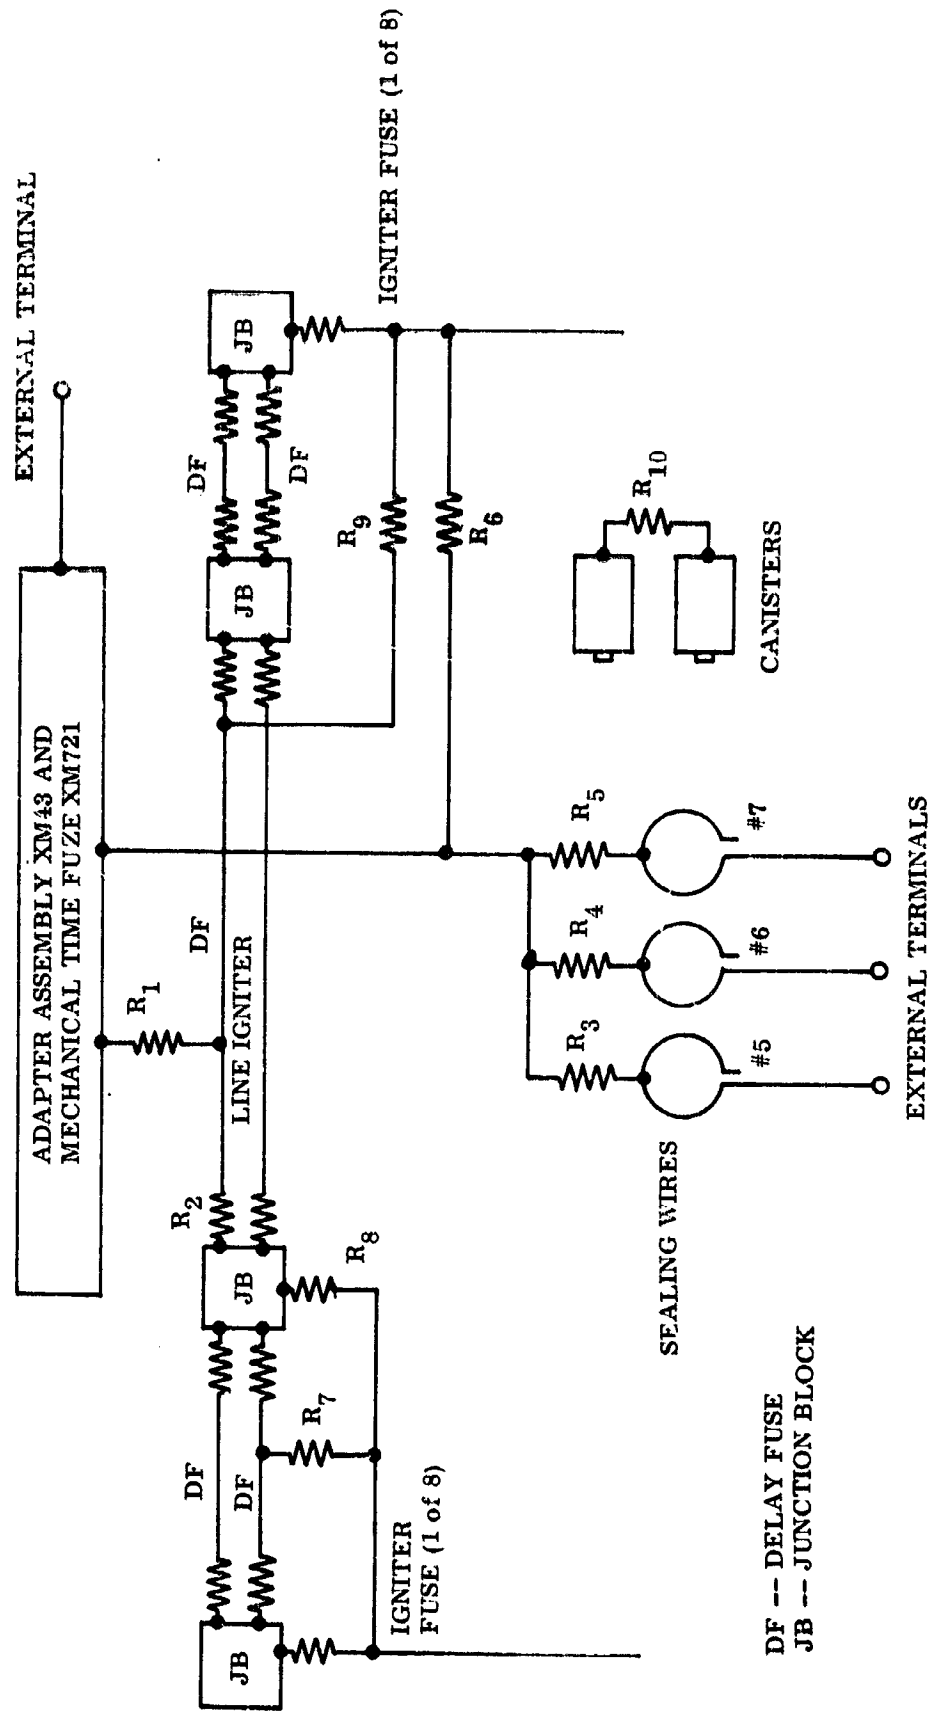 EXTERNAL TERMINAL
ADAPTER ASSEMBLY XM43 AND
MECHANICAL TIME FUZE XM721
R1
R2
DF
LINE IGNITER
JB
DF
DF
JB
DF
DF
JB
JB
R7
R8
IGNITER
FUSE (1 of 8)
R9
R6
IGNITER FUSE (1 of 8)
R3
R4
R5
SEALING WIRES
#5
#6
#7
EXTERNAL TERMINALS
R10
CANISTERS
DF -- DELAY FUSE
JB -- JUNCTION BLOCK